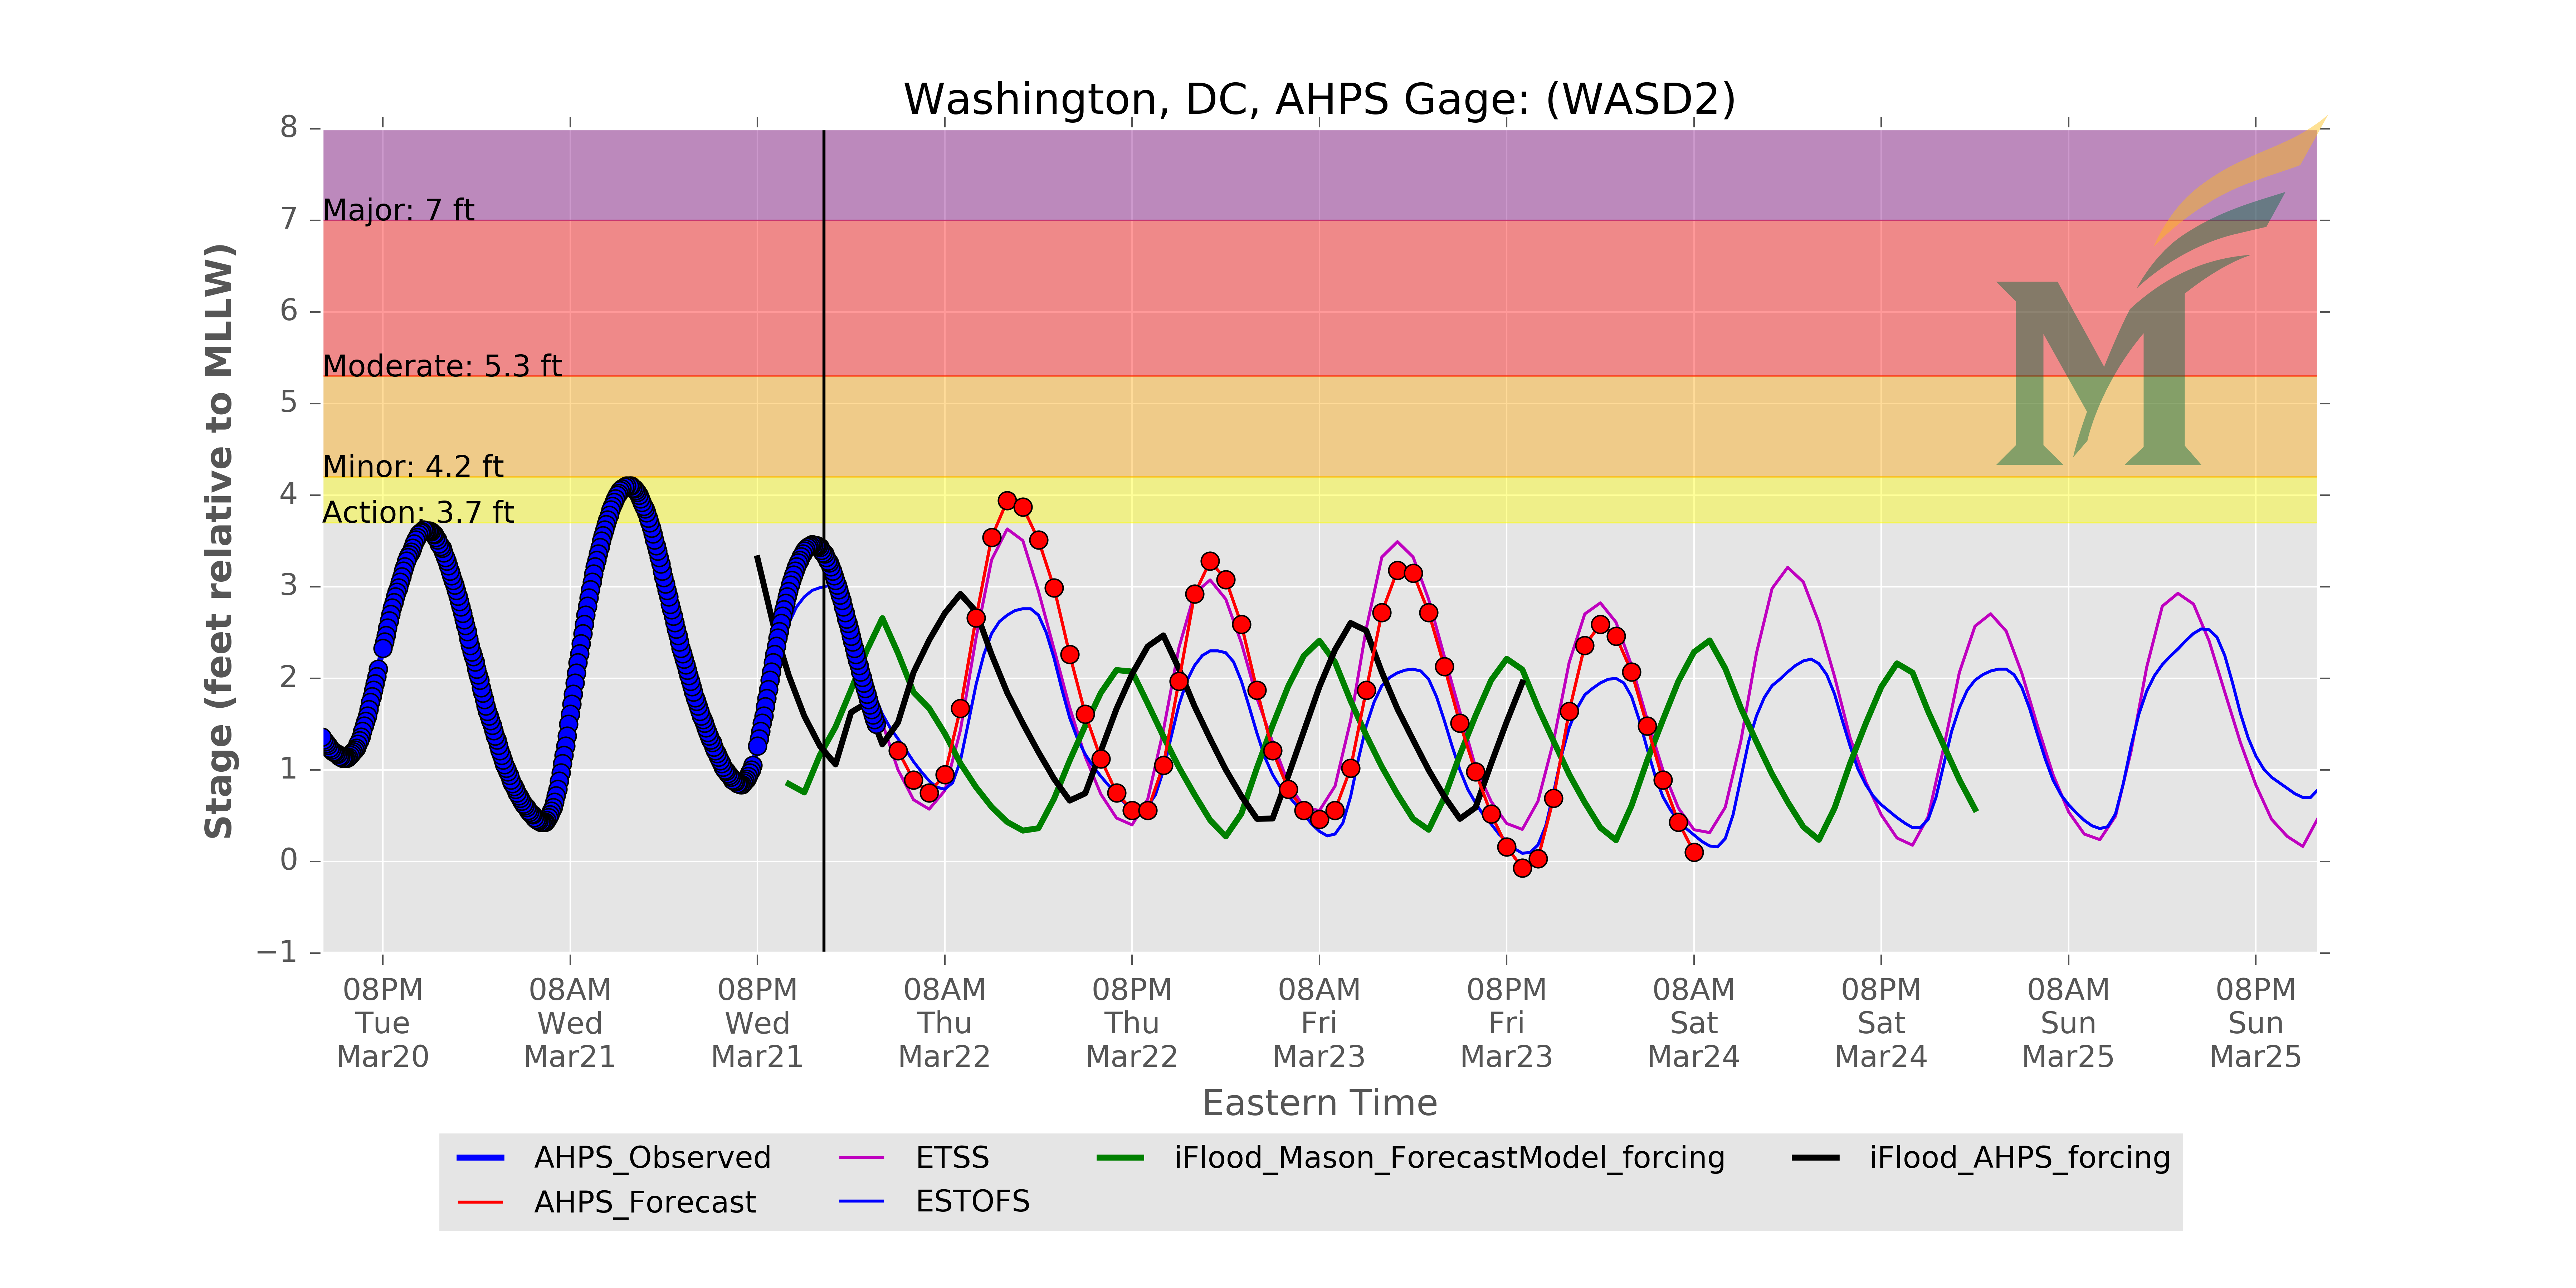 Washington, DC, AHPS Gage: (WASD2)
Stage (feet relative to MLLW)
8
7
6
5
4
3
2
1
0
−1
Major: 7 ft
Moderate: 5.3 ft
Minor: 4.2 ft
Action: 3.7 ft
M
08PM 08AM 08PM 08AM 08PM 08AM 08PM 08AM 08PM 08AM 08PM
Tue Wed Wed Thu Thu Fri Fri Sat Sat Sun Sun
Mar20 Mar21 Mar21 Mar22 Mar22 Mar23 Mar23 Mar24 Mar24 Mar25 Mar25
Eastern Time
AHPS_Observed ETSS iFlood_Mason_ForecastModel_forcing iFlood_AHPS_forcing
AHPS_Forecast ESTOFS